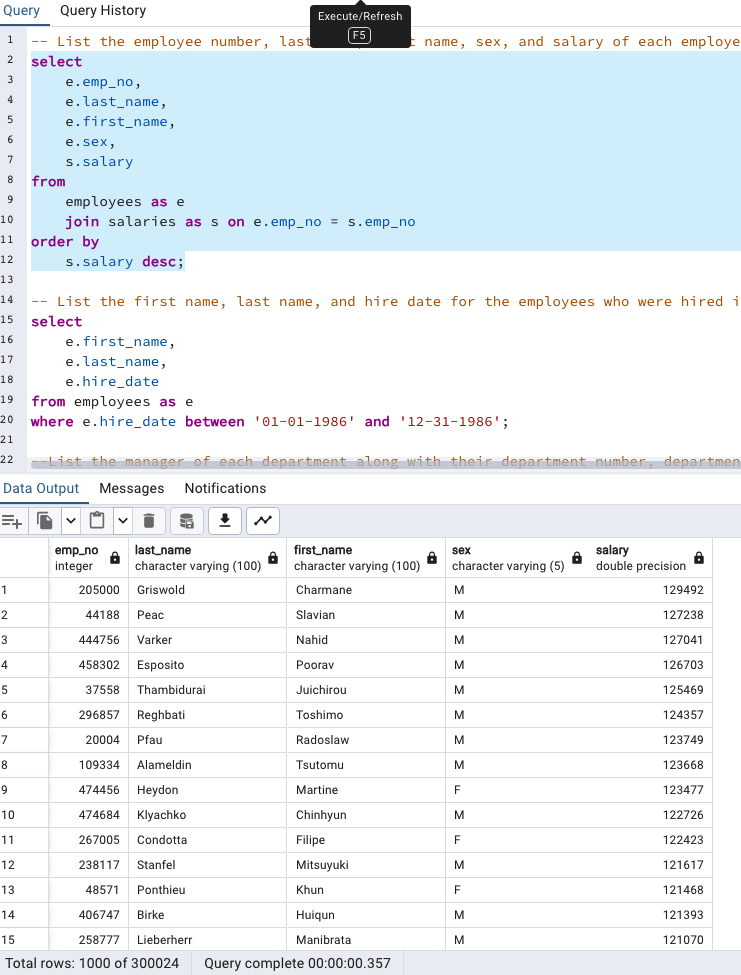 Query Query History
Execute/Refresh
F5
1 -- List the employee number, last name, sex, and salary of each employe
2 select
3 e.emp_no,
4 e.last_name,
5 e.first_name,
6 e.sex,
7 s.salary
8 from
9 employees as e
10 join salaries as s on e.emp_no = s.emp_no
11 order by
12 s.salary desc;
13
14 -- List the first name, last name, and hire date for the employees who were hired i
15 select
16 e.first_name,
17 e.last_name,
18 e.hire_date
19 from employees as e
20 where e.hire_date between '01-01-1986' and '12-31-1986';
21
22 --List the manager of each department along with their department number, departmen
Data Output Messages Notifications
emp_no last_name first_name sex salary
integer character varying (100) character varying (100) character varying (5) double precision
1 205000 Griswold Charmane M 129492
2 44188 Peac Slavian M 127238
3 444756 Varker Nahid M 127041
4 458302 Esposito Poorav M 126703
5 37558 Thambidurai Juichirou M 125469
6 296857 Reghbati Toshimo M 124357
7 20004 Pfau Radoslaw M 123749
8 109334 Alameldin Tsutomu M 123668
9 474456 Heydon Martine F 123477
10 474684 Klyachko Chinhyun M 122726
11 267005 Condotta Filipe F 122423
12 238117 Stanfel Mitsuyuki M 121617
13 48571 Ponthieu Khun F 121468
14 406747 Birke Huiqun M 121393
15 258777 Lieberherr Manibrata M 121070
Total rows: 1000 of 300024 Query complete 00:00:00.357